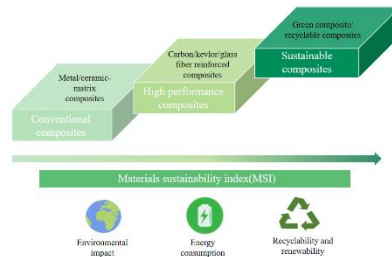 Green composite/
recyclable composites
Sustainable
composites
Carbon/kevlor/glass
fiber reinforced
composites
High performance
composites
Metal/ceramic-
matrix
composites
Conventional
composites
Materials sustainability index(MSI)
Environmental
impact
Energy
consumption
Recyclability and
renewability